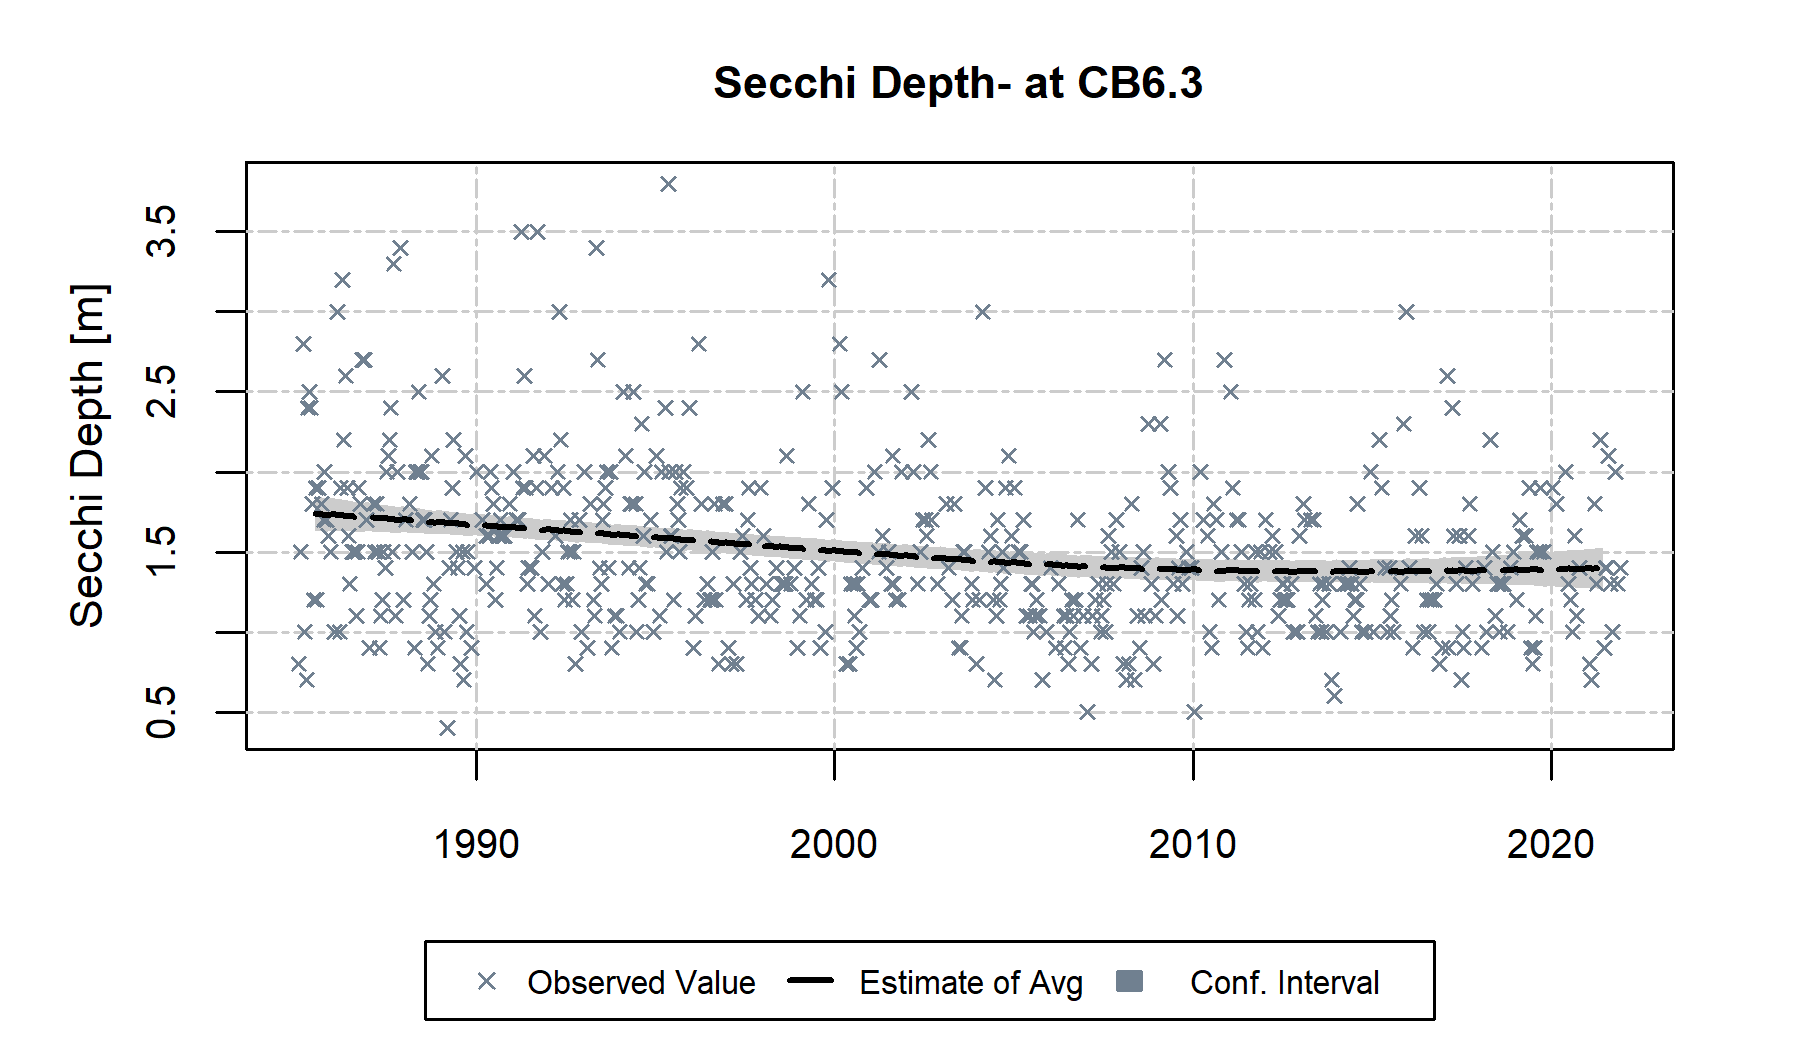 Secchi Depth- at CB6.3
Secchi Depth [m]
3.5
2.5
1.5
0.5
1990 2000 2010 2020
Observed Value Estimate of Avg Conf. Interval